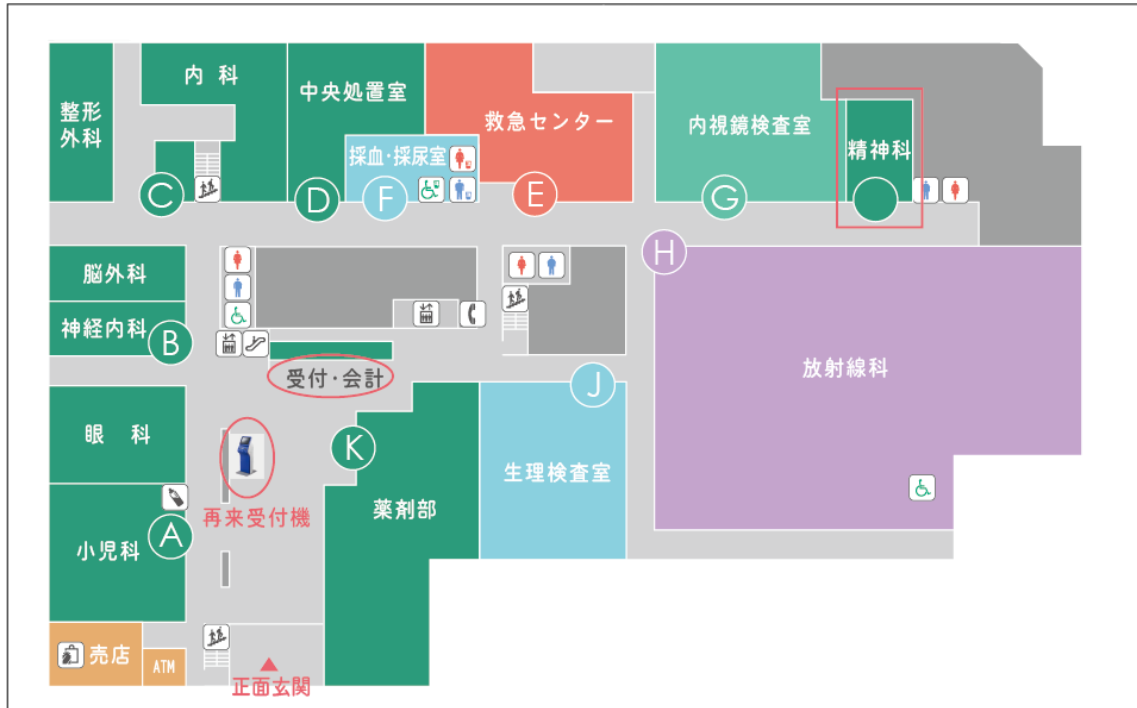 内 科
中央処置室
救急センター
内視鏡検査室
精神科
整形
外科
採血・採尿室
C
D
F
E
G
H
脳外科
神経内科
B
受付・会計
J
放射線科
眼 科
K
生理検査室
再来受付機
薬剤部
小児科
A
売店
ATM
正面玄関